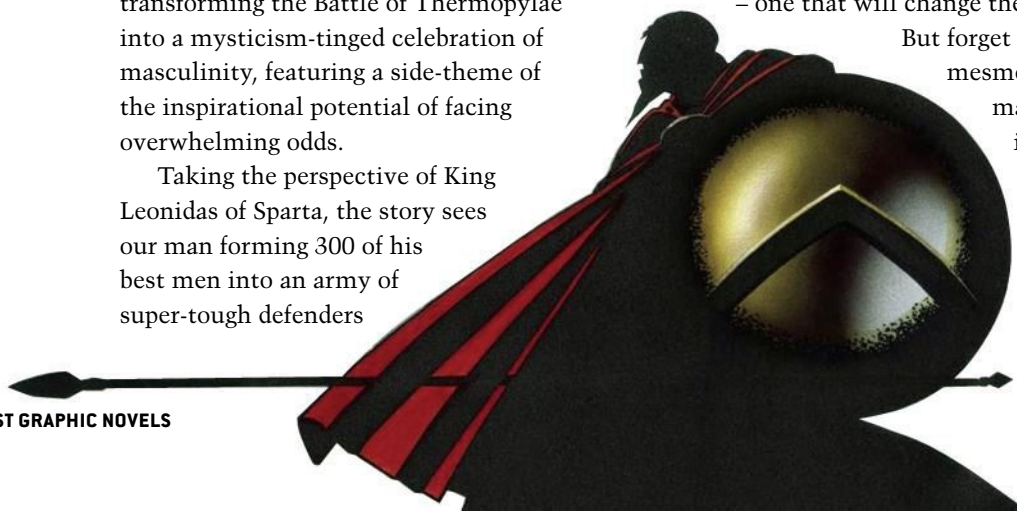 transforming the Battle of Thermopylae
into a mysticism-tinged celebration of
masculinity, featuring a side-theme of
the inspirational potential of facing
overwhelming odds.
Taking the perspective of King
Leonidas of Sparta, the story sees
our man forming 300 of his
best men into an army of
super-tough defenders
– one that will change the
But forget
GRAPHIC NOVELS